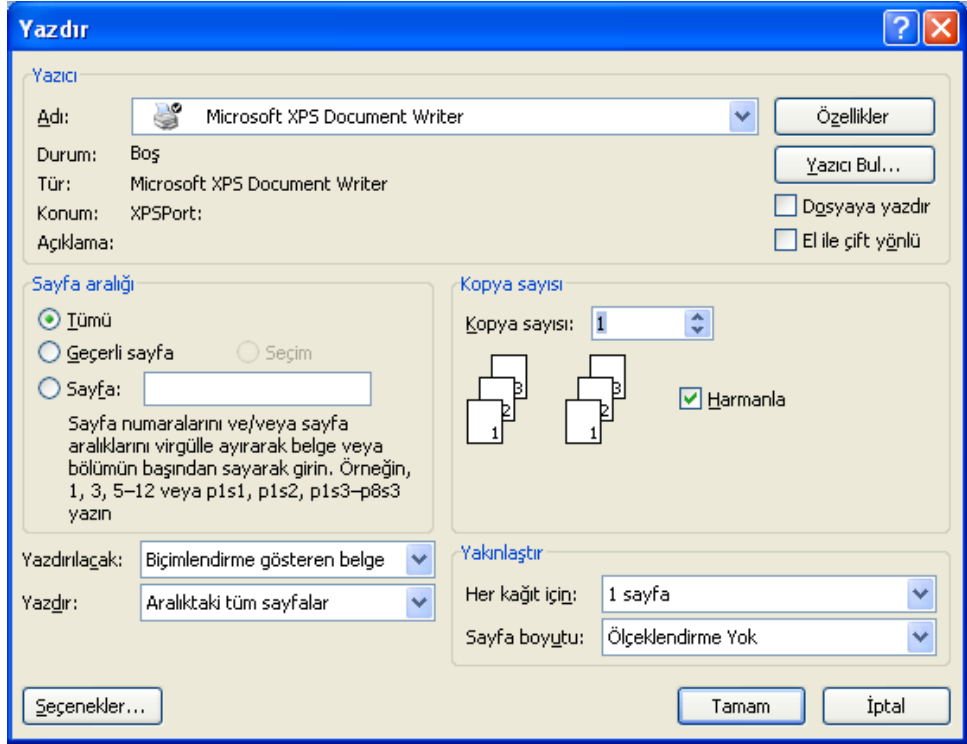 Yazdır
Yazıcı
Adı: Microsoft XPS Document Writer Özellikler
Durum: Boş Yazıcı Bul...
Tür: Microsoft XPS Document Writer
Konum: XPSPort: Dosyaya yazdır
Açıklama: El ile çift yönlü
Sayfa aralığı
Tümü
Geçerli sayfa Seçim
Sayfa:
Sayfa numaralarını ve/veya sayfa
aralıklarını virgülle ayırarak belge veya
bölümün başından sayarak girin. Örneğin,
1, 3, 5–12 veya p1s1, p1s2, p1s3–p8s3
yazın
Kopya sayısı
Kopya sayısı: 1
3 3
2 2
1 1
Harmanla
Yazdırılaçak: Biçimlendirme gösteren belge
Yazdır: Aralıktaki tüm sayfalar
Yakınlaştır
Her kağıt için: 1 sayfa
Sayfa boyutu: Ölçeklendirme Yok
Seçenekler... Tamam İptal